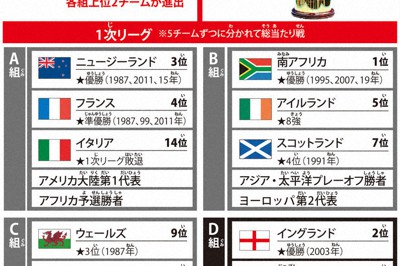 各組上位2チームが進出
1次リーグ ※5チームずつに分かれて総当たり戦
A組
ニュージーランド 3位
★優勝(1987、2011、15年)
フランス 4位
★準優勝(1987、99、2011年)
イタリア 14位
★1次リーグ敗退
アメリカ大陸第1代表
アフリカ予選勝者
B組
南アフリカ 1位
★優勝(1995、2007、19年)
アイルランド 5位
★8強
スコットランド 7位
★4位(1991年)
アジア・太平洋プレーオフ勝者
ヨーロッパ第2代表
C組
ウェールズ 9位
★3位(1987年)
D組
イングランド 2位
★優勝(2003年)